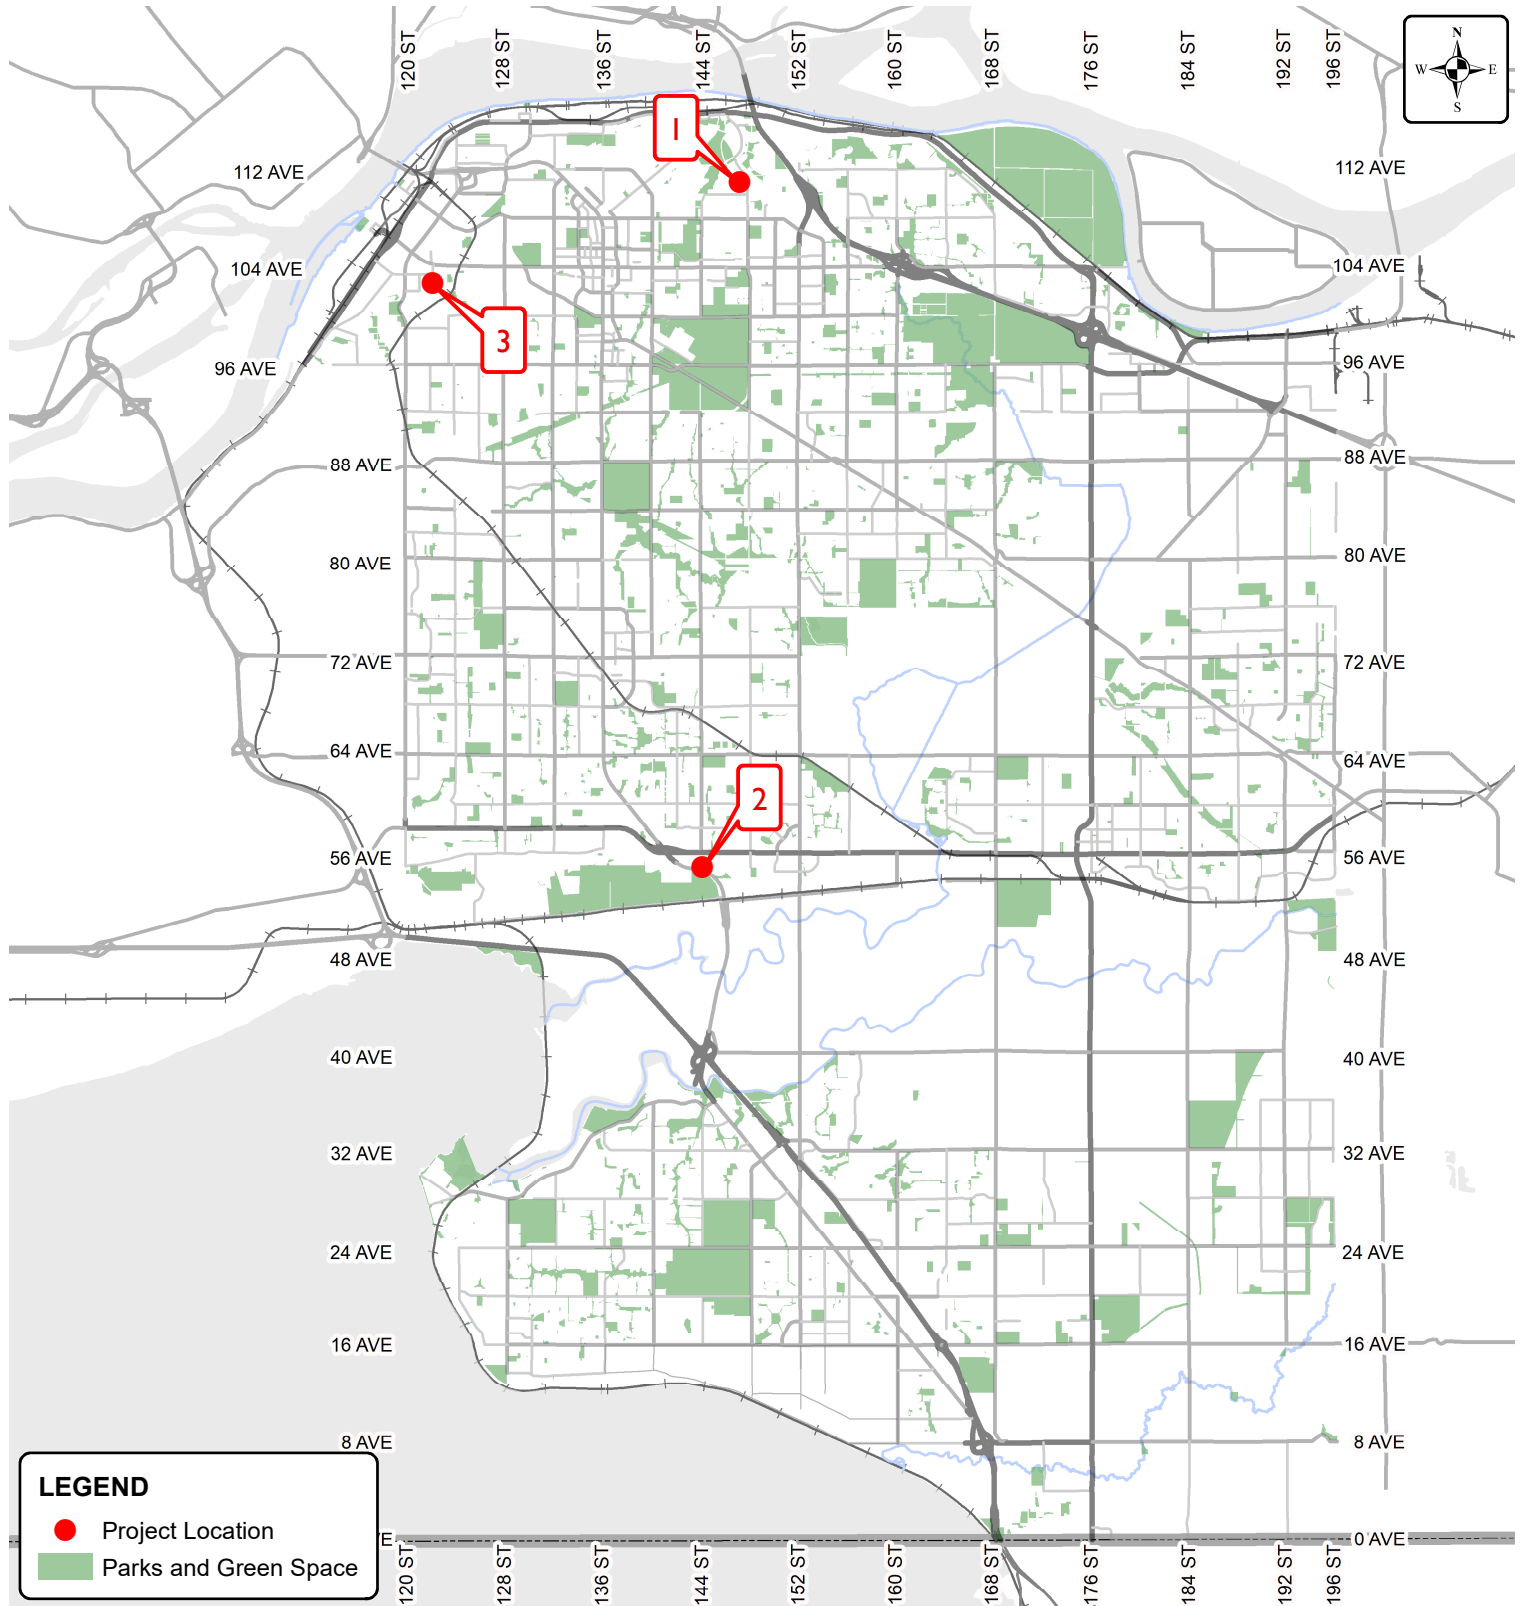 120 ST
128 ST
136 ST
144 ST
152 ST
160 ST
168 ST
176 ST
184 ST
192 ST
196 ST
N
W E
S
1
112 AVE
112 AVE
104 AVE
104 AVE
3
96 AVE
96 AVE
88 AVE
88 AVE
80 AVE
80 AVE
72 AVE
72 AVE
64 AVE
64 AVE
2
56 AVE
56 AVE
48 AVE
48 AVE
40 AVE
40 AVE
32 AVE
32 AVE
24 AVE
24 AVE
16 AVE
16 AVE
8 AVE
8 AVE
LEGEND
Project Location
Parks and Green Space
E
0 AVE
120 ST
128 ST
136 ST
144 ST
152 ST
160 ST
168 ST
176 ST
184 ST
192 ST
196 ST